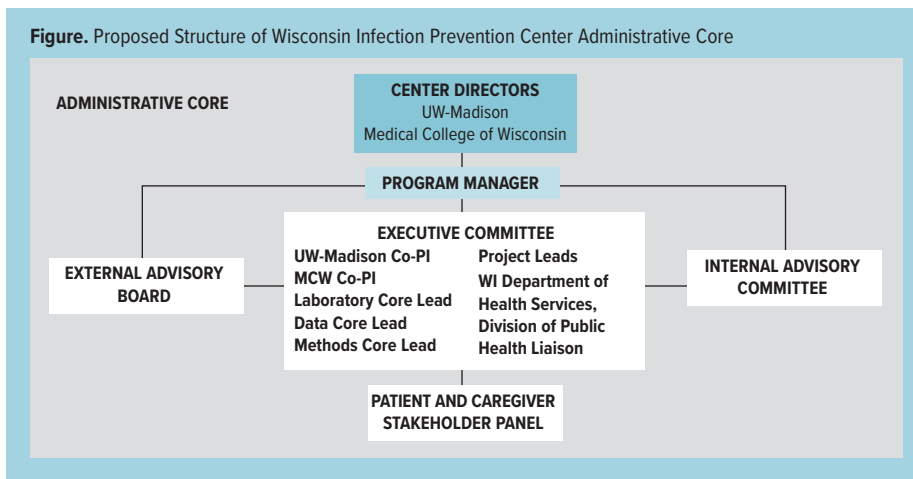 Figure. Proposed Structure of Wisconsin Infection Prevention Center Administrative Core
ADMINISTRATIVE CORE
CENTER DIRECTORS
UW-Madison
Medical College of Wisconsin
PROGRAM MANAGER
EXTERNAL ADVISORY
BOARD
EXECUTIVE COMMITTEE
UW-Madison Co-PI
MCW Co-PI
Laboratory Core Lead
Data Core Lead
Methods Core Lead
Project Leads
WI Department of
Health Services,
Division of Public
Health Liaison
INTERNAL ADVISORY
COMMITTEE
PATIENT AND CAREGIVER
STAKEHOLDER PANEL